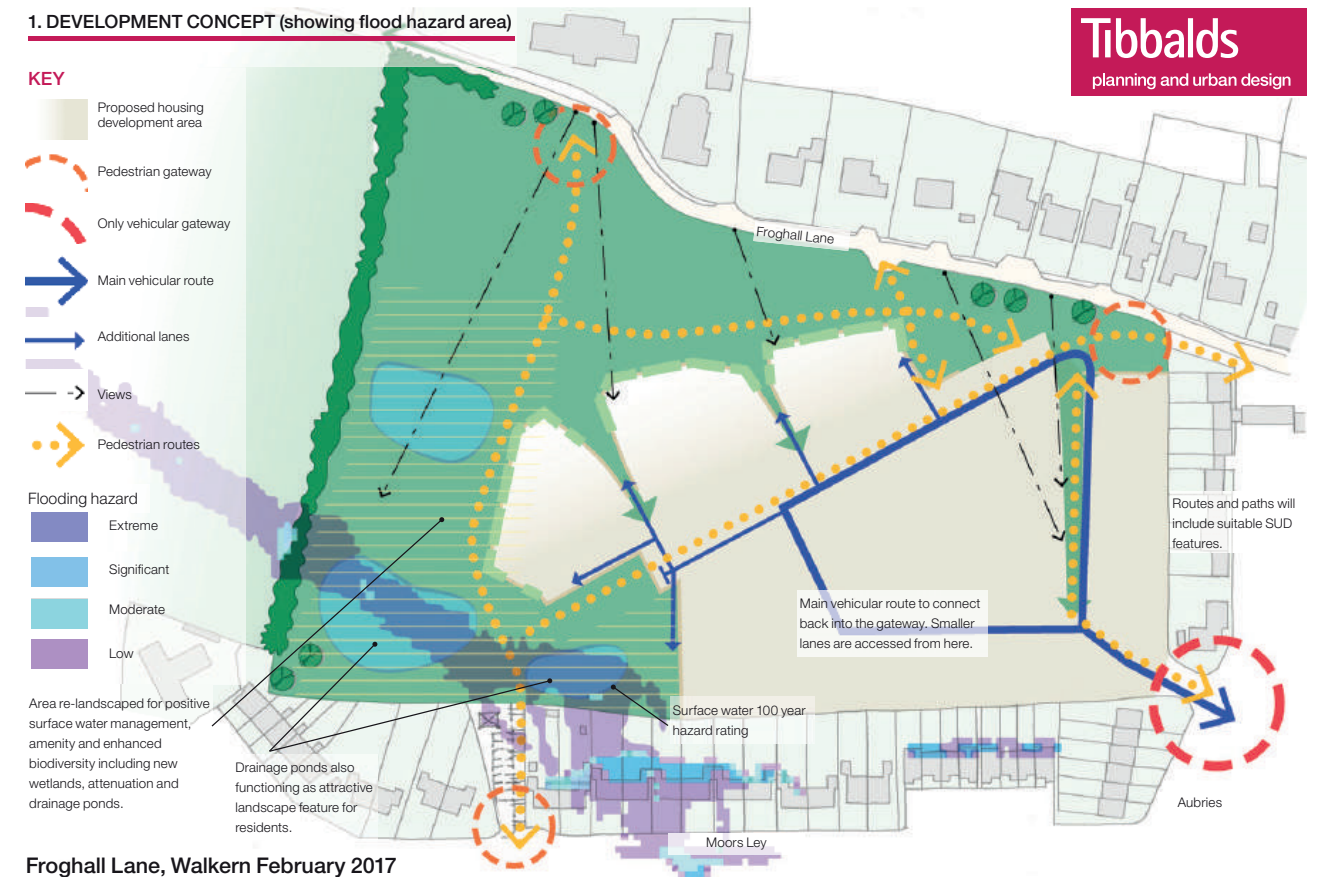 1. DEVELOPMENT CONCEPT (showing flood hazard area)
Tibbalds
planning and urban design
KEY
Proposed housing
development area
Pedestrian gateway
Only vehicular gateway
Main vehicular route
Additional lanes
Views
Pedestrian routes
Flooding hazard
Extreme
Significant
Moderate
Low
Froghall Lane
Routes and paths will
include suitable SUD
features.
Main vehicular route to connect
back into the gateway. Smaller
lanes are accessed from here.
Area re-landscaped for positive
surface water management,
amenity and enhanced
biodiversity including new
wetlands, attenuation and
drainage ponds.
Drainage ponds also
functioning as attractive
landscape feature for
residents.
Surface water 100 year
hazard rating
Aubries
Moors Ley
Froghall Lane, Walkern February 2017